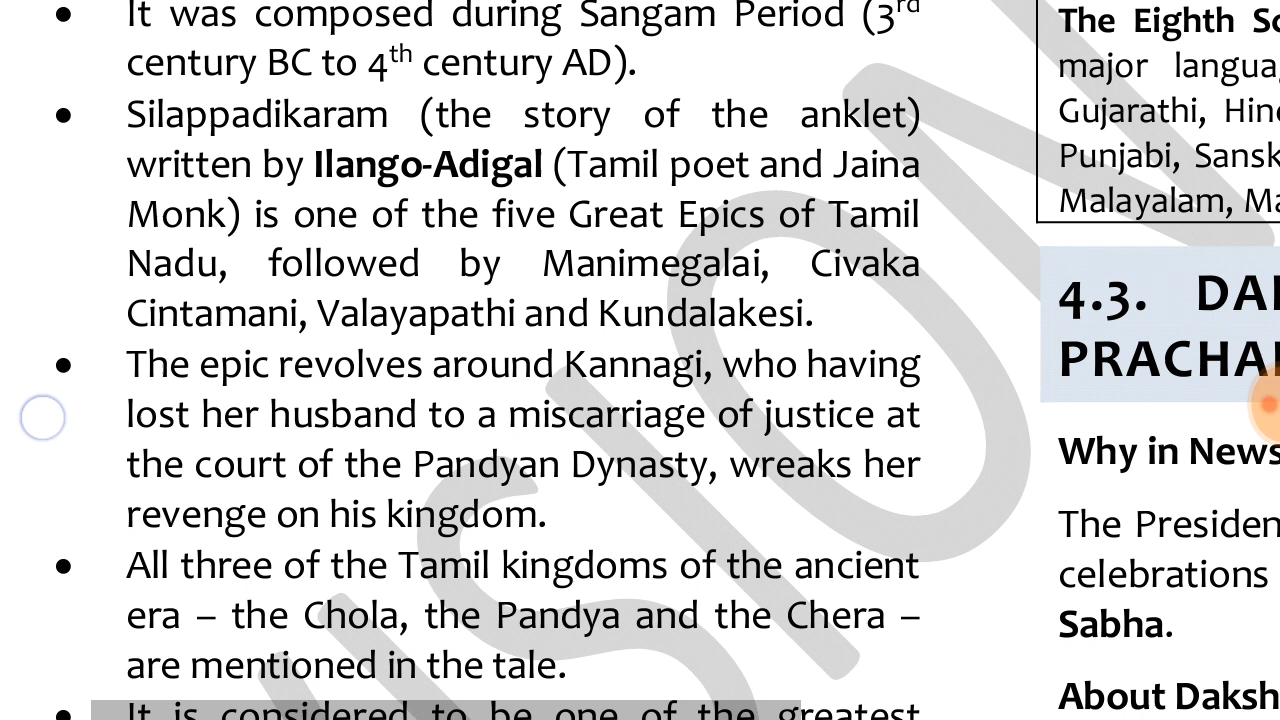 It was composed during Sangam Period (3rd
century BC to 4th century AD).
Silappadikaram (the story of the anklet)
written by Ilango-Adigal (Tamil poet and Jaina
Monk) is one of the five Great Epics of Tamil
Nadu, followed by Manimegalai, Civaka
Cintamani, Valayapathi and Kundalakesi.
The epic revolves around Kannagi, who having
lost her husband to a miscarriage of justice at
the court of the Pandyan Dynasty, wreaks her
revenge on his kingdom.
All three of the Tamil kingdoms of the ancient
era – the Chola, the Pandya and the Chera –
are mentioned in the tale.
It is considered to be one of the greatest
The Eighth
major
Gujarathi,
Punjabi,
Malayalam,
4.3.
Why in News
The
celebrations
Sabha.
About